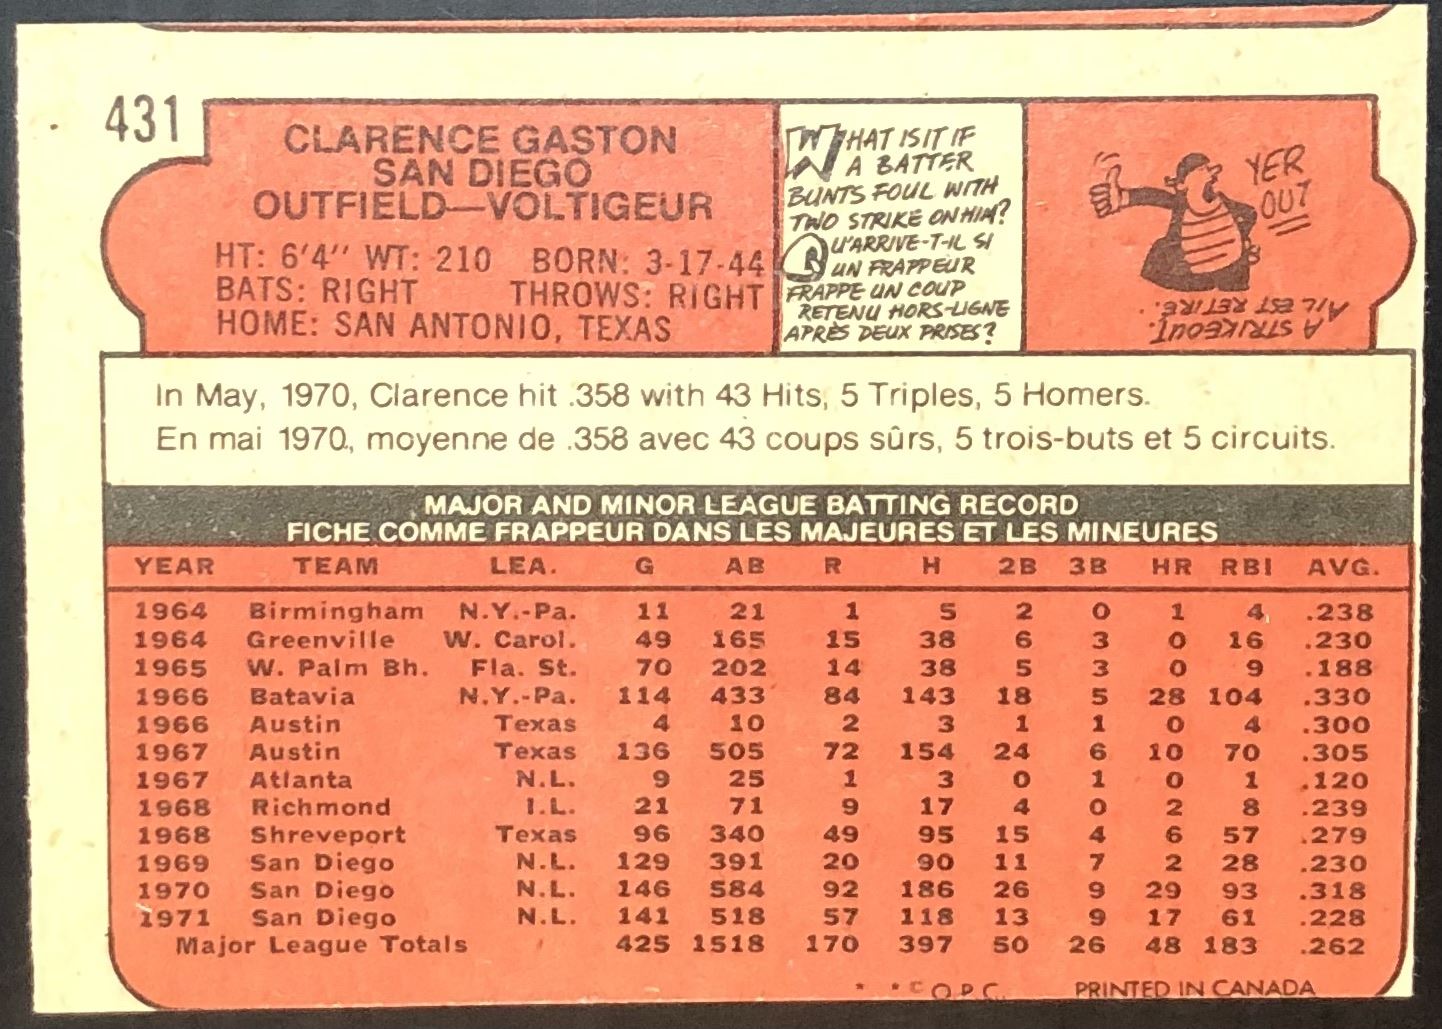 431
CLARENCE GASTON
SAN DIEGO
OUTFIELD—VOLTIGEUR
HT: 6'4" WT: 210 BORN: 3-17-44
BATS: RIGHT THROWS: RIGHT
HOME: SAN ANTONIO, TEXAS
WHAT IS IT IF
A BATTER
BUNTS FOUL WITH
TWO STRIKE ON HIM?
QU'ARRIVE-T-IL SI
UN FRAPPEUR
FRAPPE UN COUP
RETENU HORS-LIGNE
APRÈS DEUX PRISES?
YER
OUT
A STRIKEOUT.
AIL EST RETIRE.
In May, 1970, Clarence hit .358 with 43 Hits, 5 Triples, 5 Homers.
En mai 1970, moyenne de .358 avec 43 coups sûrs, 5 trois-buts et 5 circuits.
MAJOR AND MINOR LEAGUE BATTING RECORD
FICHE COMME FRAPPEUR DANS LES MAJEURES ET LES MINEURES
YEAR TEAM LEA. G AB R H 2B 3B HR RBI AVG.
1964 Birmingham N.Y.-Pa. 11 21 1 5 2 0 1 4 .238
1964 Greenville W. Carol. 49 165 15 38 6 3 0 16 .230
1965 W. Palm Bh. Fla. St. 70 202 14 38 5 3 0 9 .188
1966 Batavia N.Y.-Pa. 114 433 84 143 18 5 28 104 .330
1966 Austin Texas 4 10 2 3 1 1 0 4 .300
1967 Austin Texas 136 505 72 154 24 6 10 70 .305
1967 Atlanta N.L. 9 25 1 3 0 1 0 1 .120
1968 Richmond I.L. 21 71 9 17 4 0 2 8 .239
1968 Shreveport Texas 96 340 49 95 15 4 6 57 .279
1969 San Diego N.L. 129 391 20 90 11 7 2 28 .230
1970 San Diego N.L. 146 584 92 186 26 9 29 93 .318
1971 San Diego N.L. 141 518 57 118 13 9 17 61 .228
Major League Totals 425 1518 170 397 50 26 48 183 .262
* * © O.P.C. PRINTED IN CANADA